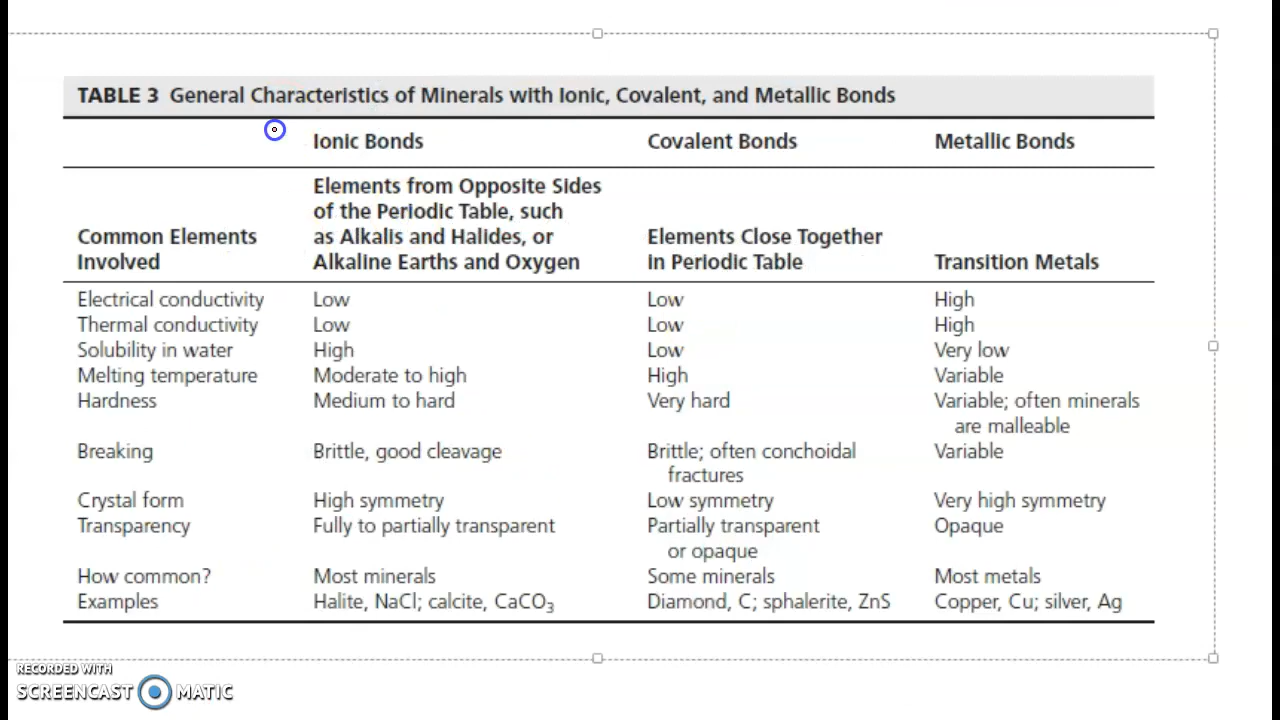 TABLE 3 General Characteristics of Minerals with Ionic, Covalent, and Metallic Bonds
Ionic Bonds Covalent Bonds Metallic Bonds
Elements from Opposite Sides
of the Periodic Table, such
Common Elements as Alkalis and Halides, or Elements Close Together
Involved Alkaline Earths and Oxygen in Periodic Table Transition Metals
Electrical conductivity Low Low High
Thermal conductivity Low Low High
Solubility in water High Low Very low
Melting temperature Moderate to high High Variable
Hardness Medium to hard Very hard Variable; often minerals
are malleable
Breaking Brittle, good cleavage Brittle; often conchoidal Variable
fractures
Crystal form High symmetry Low symmetry Very high symmetry
Transparency Fully to partially transparent Partially transparent Opaque
or opaque
How common? Most minerals Some minerals Most metals
Examples Halite, NaCl; calcite, CaCO₃ Diamond, C; sphalerite, ZnS Copper, Cu; silver, Ag
RECORDED WITH
SCREENCAST MATIC